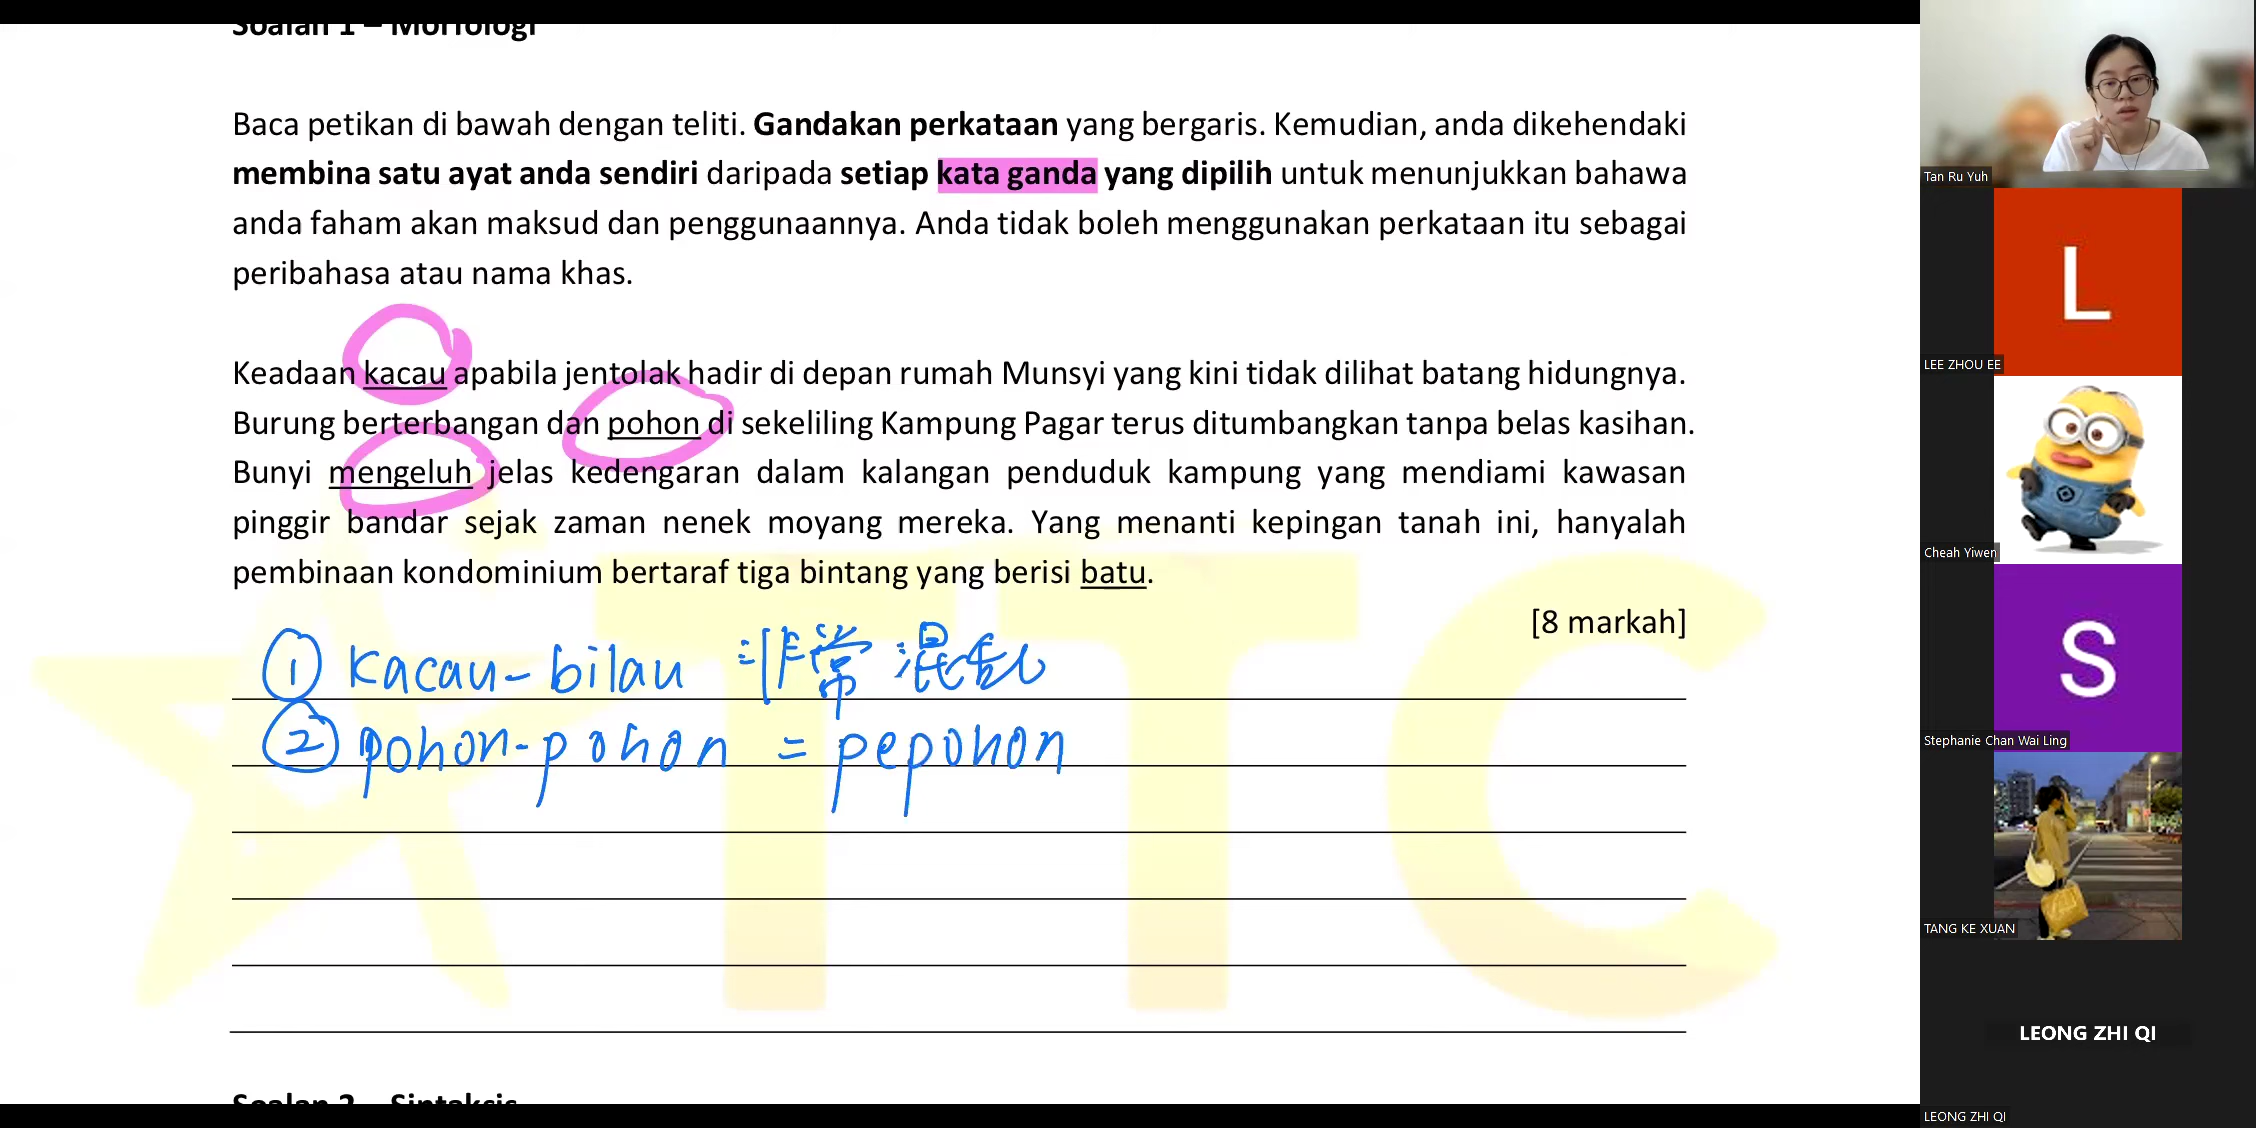 Soalan 1 – Morfologi
Baca petikan di bawah dengan teliti. Gandakan perkataan yang bergaris. Kemudian, anda dikehendaki
membina satu ayat anda sendiri daripada setiap kata ganda yang dipilih untuk menunjukkan bahawa
anda faham akan maksud dan penggunaannya. Anda tidak boleh menggunakan perkataan itu sebagai
peribahasa atau nama khas.
Keadaan kacau apabila jentolak hadir di depan rumah Munsyi yang kini tidak dilihat batang hidungnya.
Burung berterbangan dan pohon di sekeliling Kampung Pagar terus ditumbangkan tanpa belas kasihan.
Bunyi mengeluh jelas kedengaran dalam kalangan penduduk kampung yang mendiami kawasan
pinggir bandar sejak zaman nenek moyang mereka. Yang menanti kepingan tanah ini, hanyalah
pembinaan kondominium bertaraf tiga bintang yang berisi batu.
[8 markah]
① kacau-bilau 非常混乱
② pohon-pohon = pepohon
TTC
Soalan 2 – Sintaksis
Tan Ru Yuh
L
LEE ZHOU EE
Cheah Yiwen
S
Stephanie Chan Wai Ling
TANG KE XUAN
LEONG ZHI QI
LEONG ZHI QI